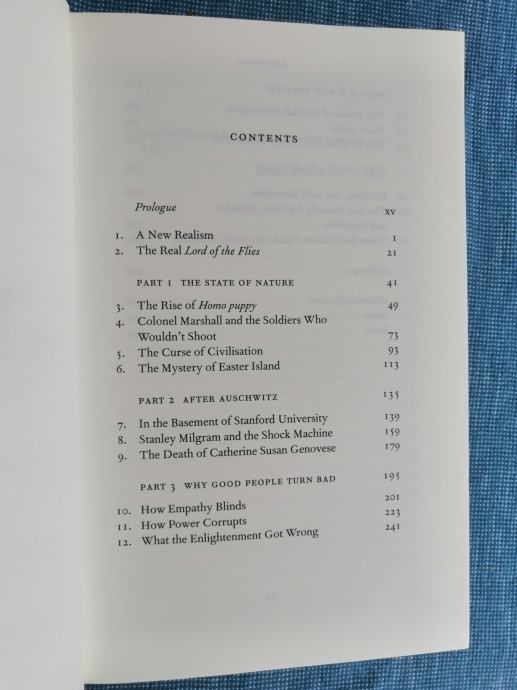 CONTENTS
Prologue xv
1. A New Realism 1
2. The Real Lord of the Flies 21
PART 1 THE STATE OF NATURE 41
3. The Rise of Homo puppy 49
4. Colonel Marshall and the Soldiers Who
Wouldn't Shoot 73
5. The Curse of Civilisation 93
6. The Mystery of Easter Island 113
PART 2 AFTER AUSCHWITZ 135
7. In the Basement of Stanford University 139
8. Stanley Milgram and the Shock Machine 159
9. The Death of Catherine Susan Genovese 179
PART 3 WHY GOOD PEOPLE TURN BAD 195
10. How Empathy Blinds 201
11. How Power Corrupts 223
12. What the Enlightenment Got Wrong 241